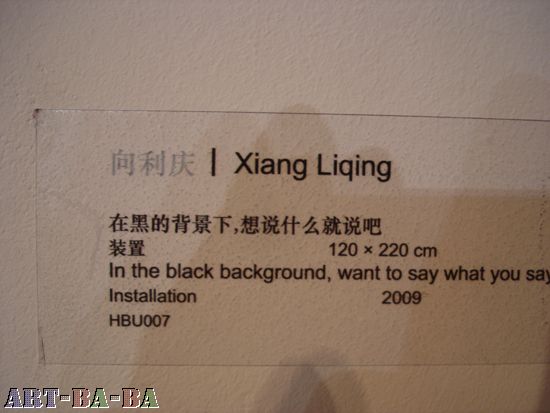 向利庆 | Xiang Liqing
在黑的背景下,想说什么就说吧
装置 120 × 220 cm
In the black background, want to say what you say
Installation 2009
HBU007
ART-BA-BA